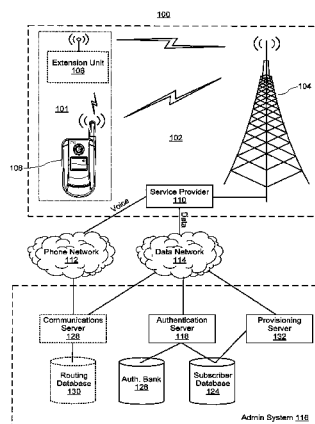 100
Extension Unit
108
101
104
102
108
Service Provider
110
Voice
Data
Phone Network
112
Data Network
114
Communications
Server
128
Authentication
Server
118
Provisioning
Server
132
Routing
Database
130
Auth. Bank
126
Subscriber
Database
124
Admin System 116